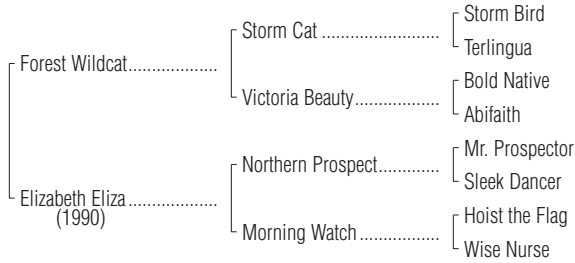 Storm Bird
Storm Cat ........................
Terlingua
Forest Wildcat..................
Bold Native
Victoria Beauty.................
Abifaith
Mr. Prospector
Northern Prospect.............
Sleek Dancer
Elizabeth Eliza..................
(1990)
Hoist the Flag
Morning Watch ................
Wise Nurse